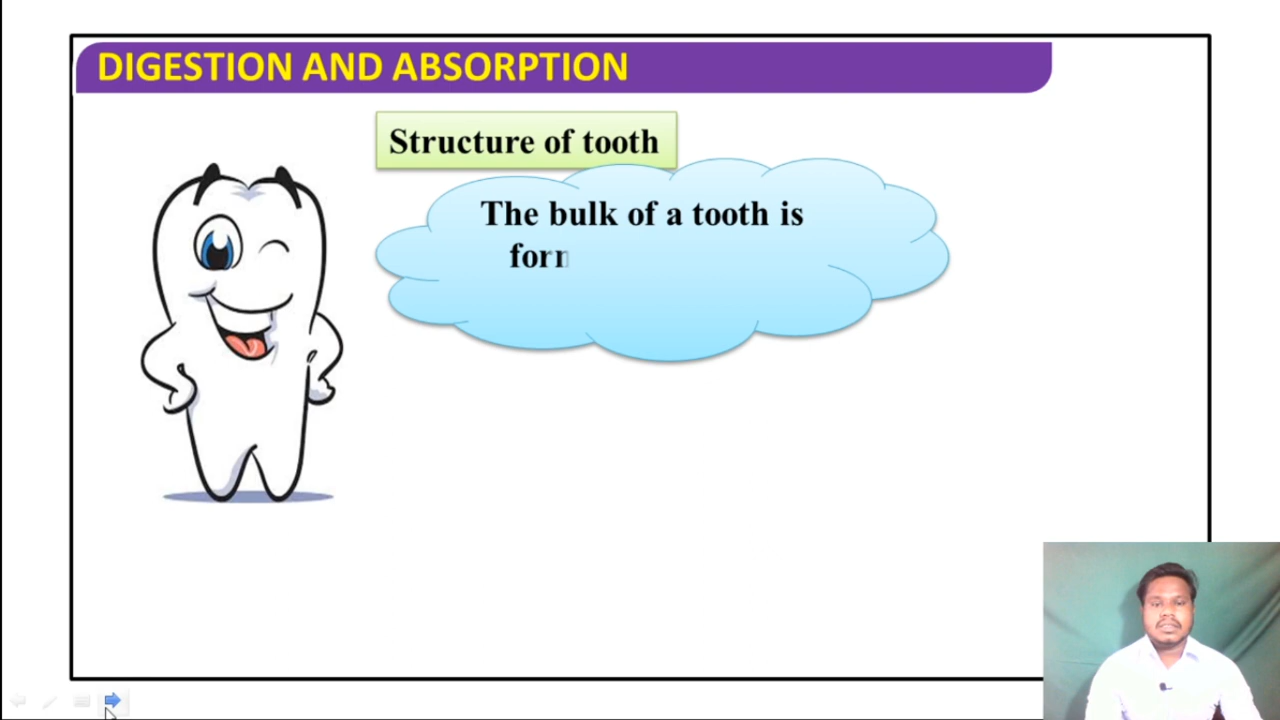 DIGESTION AND ABSORPTION
Structure of tooth
The bulk of a tooth is